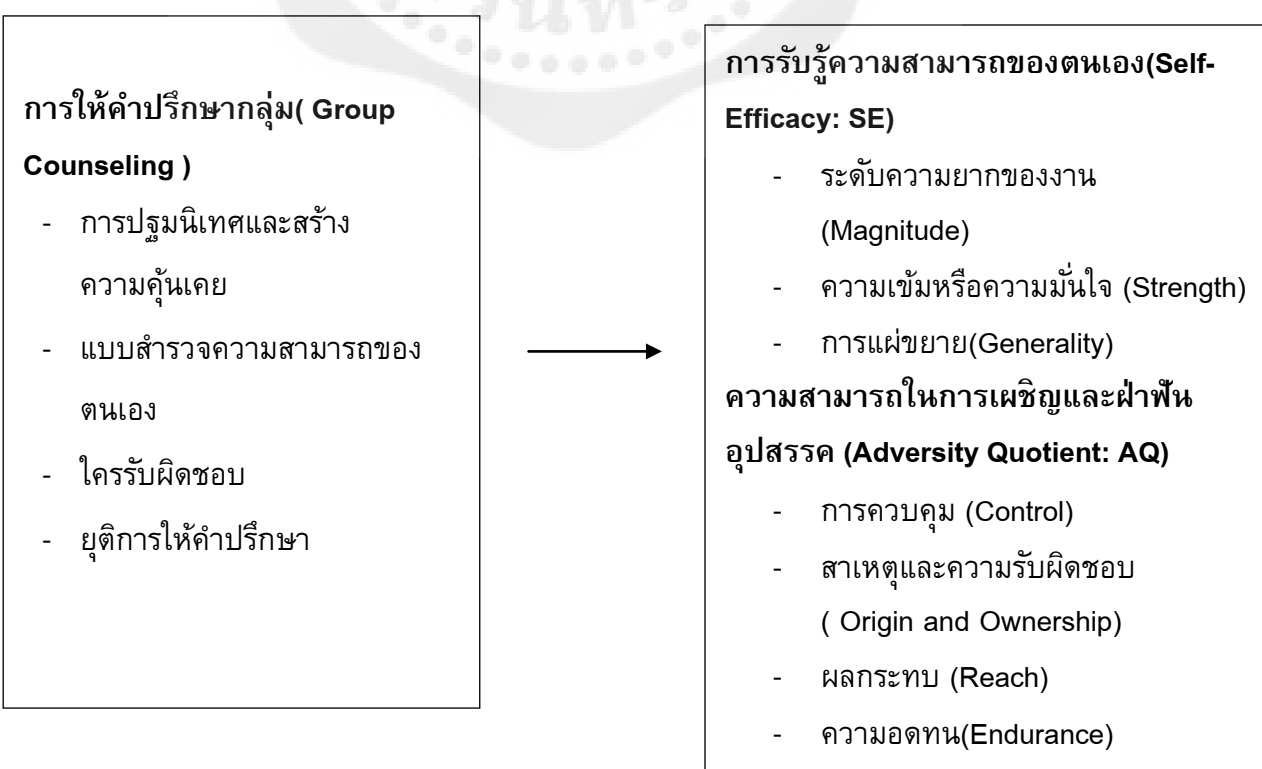 การให้คำปรึกษากลุ่ม( Group
Counseling )
- การปฐมนิเทศและสร้าง
ความคุ้นเคย
- แบบสำรวจความสามารถของ
ตนเอง
- ใครรับผิดชอบ
- ยุติการให้คำปรึกษา
การรับรู้ความสามารถของตนเอง(Self-
Efficacy: SE)
- ระดับความยากของงาน
(Magnitude)
- ความเข้มหรือความมั่นใจ (Strength)
- การแผ่ขยาย(Generality)
ความสามารถในการเผชิญและฝ่าฟัน
อุปสรรค (Adversity Quotient: AQ)
- การควบคุม (Control)
- สาเหตุและความรับผิดชอบ
( Origin and Ownership)
- ผลกระทบ (Reach)
- ความอดทน(Endurance)